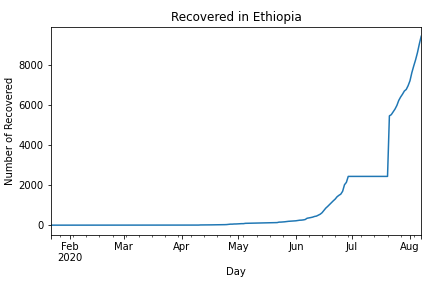 Recovered in Ethiopia
Number of Recovered
8000
6000
4000
2000
0
Feb Mar Apr May Jun Jul Aug
2020
Day